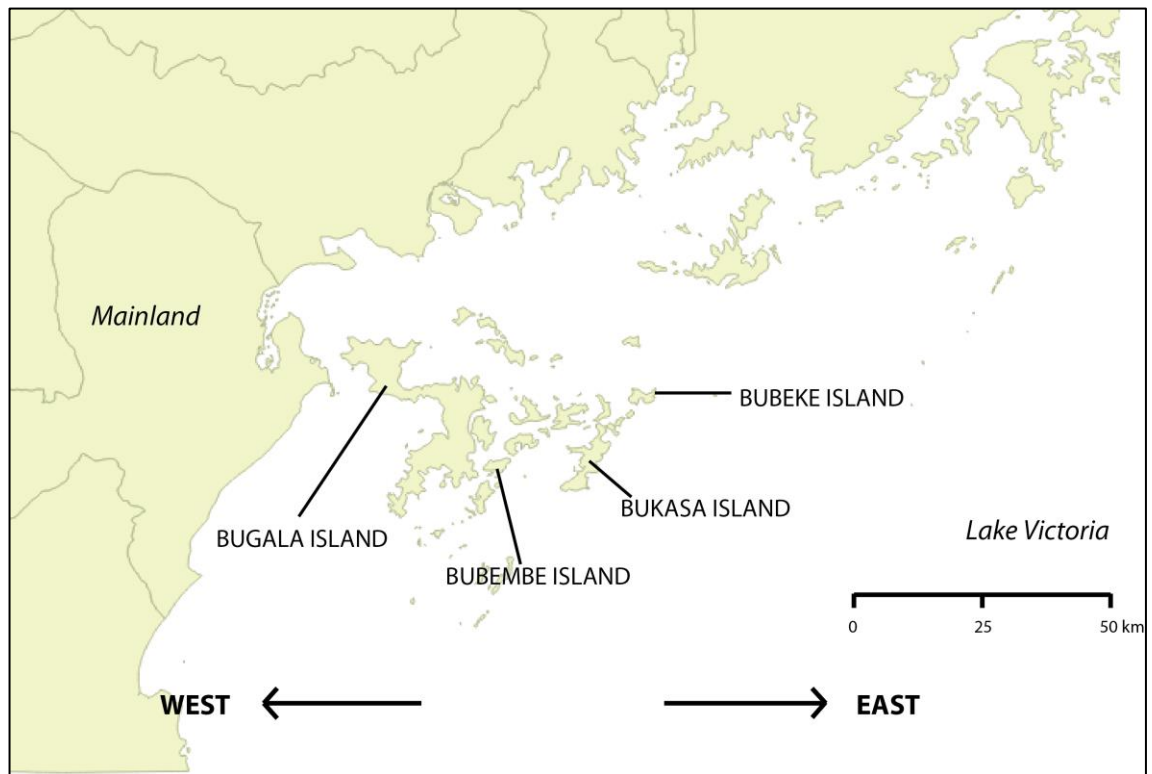 Mainland
BUBEKE ISLAND
BUKASA ISLAND
Lake Victoria
BUGALA ISLAND
BUBEMBE ISLAND
0 25 50 km
WEST EAST